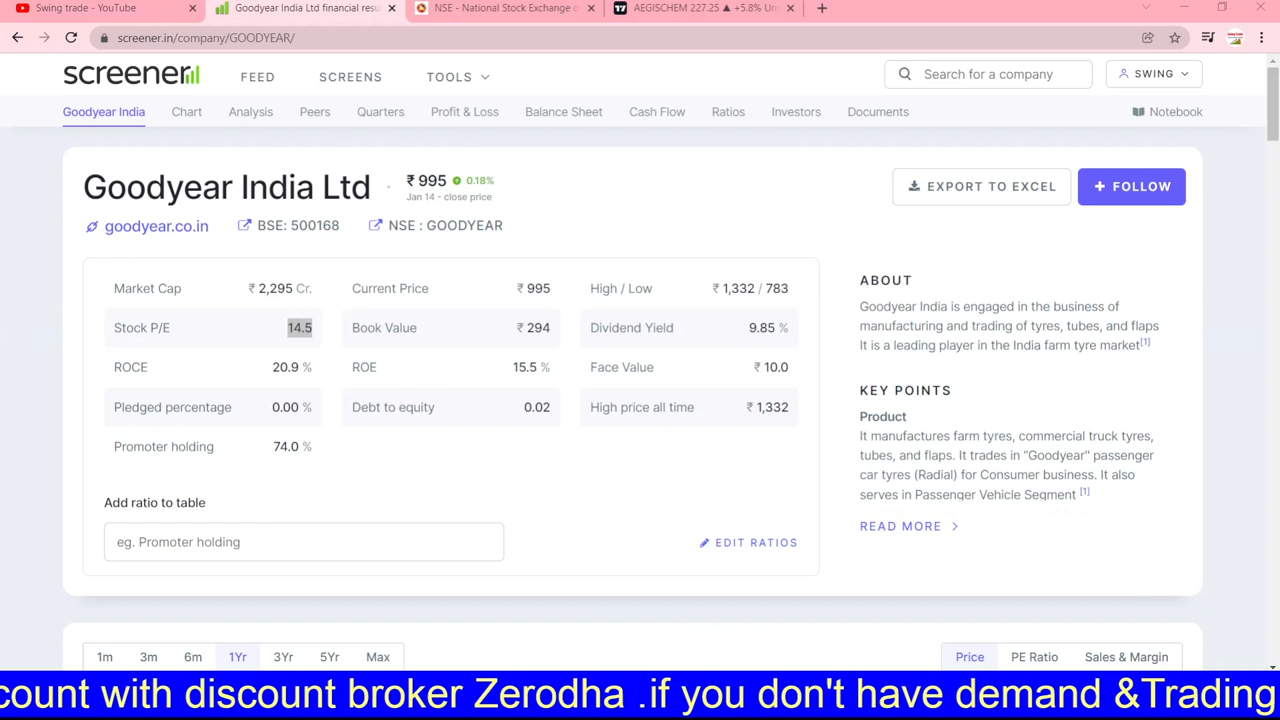 Swing trade - YouTube
Goodyear India Ltd financial resu
NSE - National Stock Exchange o
AEGISCHEM 227.25 ▲ +5.8% Un
screener.in/company/GOODYEAR/
screener
FEED
SCREENS
TOOLS
Search for a company
SWING
Goodyear India
Chart
Analysis
Peers
Quarters
Profit & Loss
Balance Sheet
Cash Flow
Ratios
Investors
Documents
Notebook
Goodyear India Ltd
₹ 995 0.18%
Jan 14 - close price
EXPORT TO EXCEL
+ FOLLOW
goodyear.co.in
BSE: 500168
NSE : GOODYEAR
Market Cap ₹ 2,295 Cr.
Current Price ₹ 995
High / Low ₹ 1,332 / 783
Stock P/E 14.5
Book Value ₹ 294
Dividend Yield 9.85 %
ROCE 20.9 %
ROE 15.5 %
Face Value ₹ 10.0
Pledged percentage 0.00 %
Debt to equity 0.02
High price all time ₹ 1,332
Promoter holding 74.0 %
Add ratio to table
eg. Promoter holding
EDIT RATIOS
ABOUT
Goodyear India is engaged in the business of
manufacturing and trading of tyres, tubes, and flaps
It is a leading player in the India farm tyre market[1]
KEY POINTS
Product
It manufactures farm tyres, commercial truck tyres,
tubes, and flaps. It trades in “Goodyear" passenger
car tyres (Radial) for Consumer business. It also
serves in Passenger Vehicle Segment [1]
READ MORE
1m
3m
6m
1Yr
3Yr
5Yr
Max
Price
PE Ratio
Sales & Margin
count with discount broker Zerodha .if you don't have demand &Trading